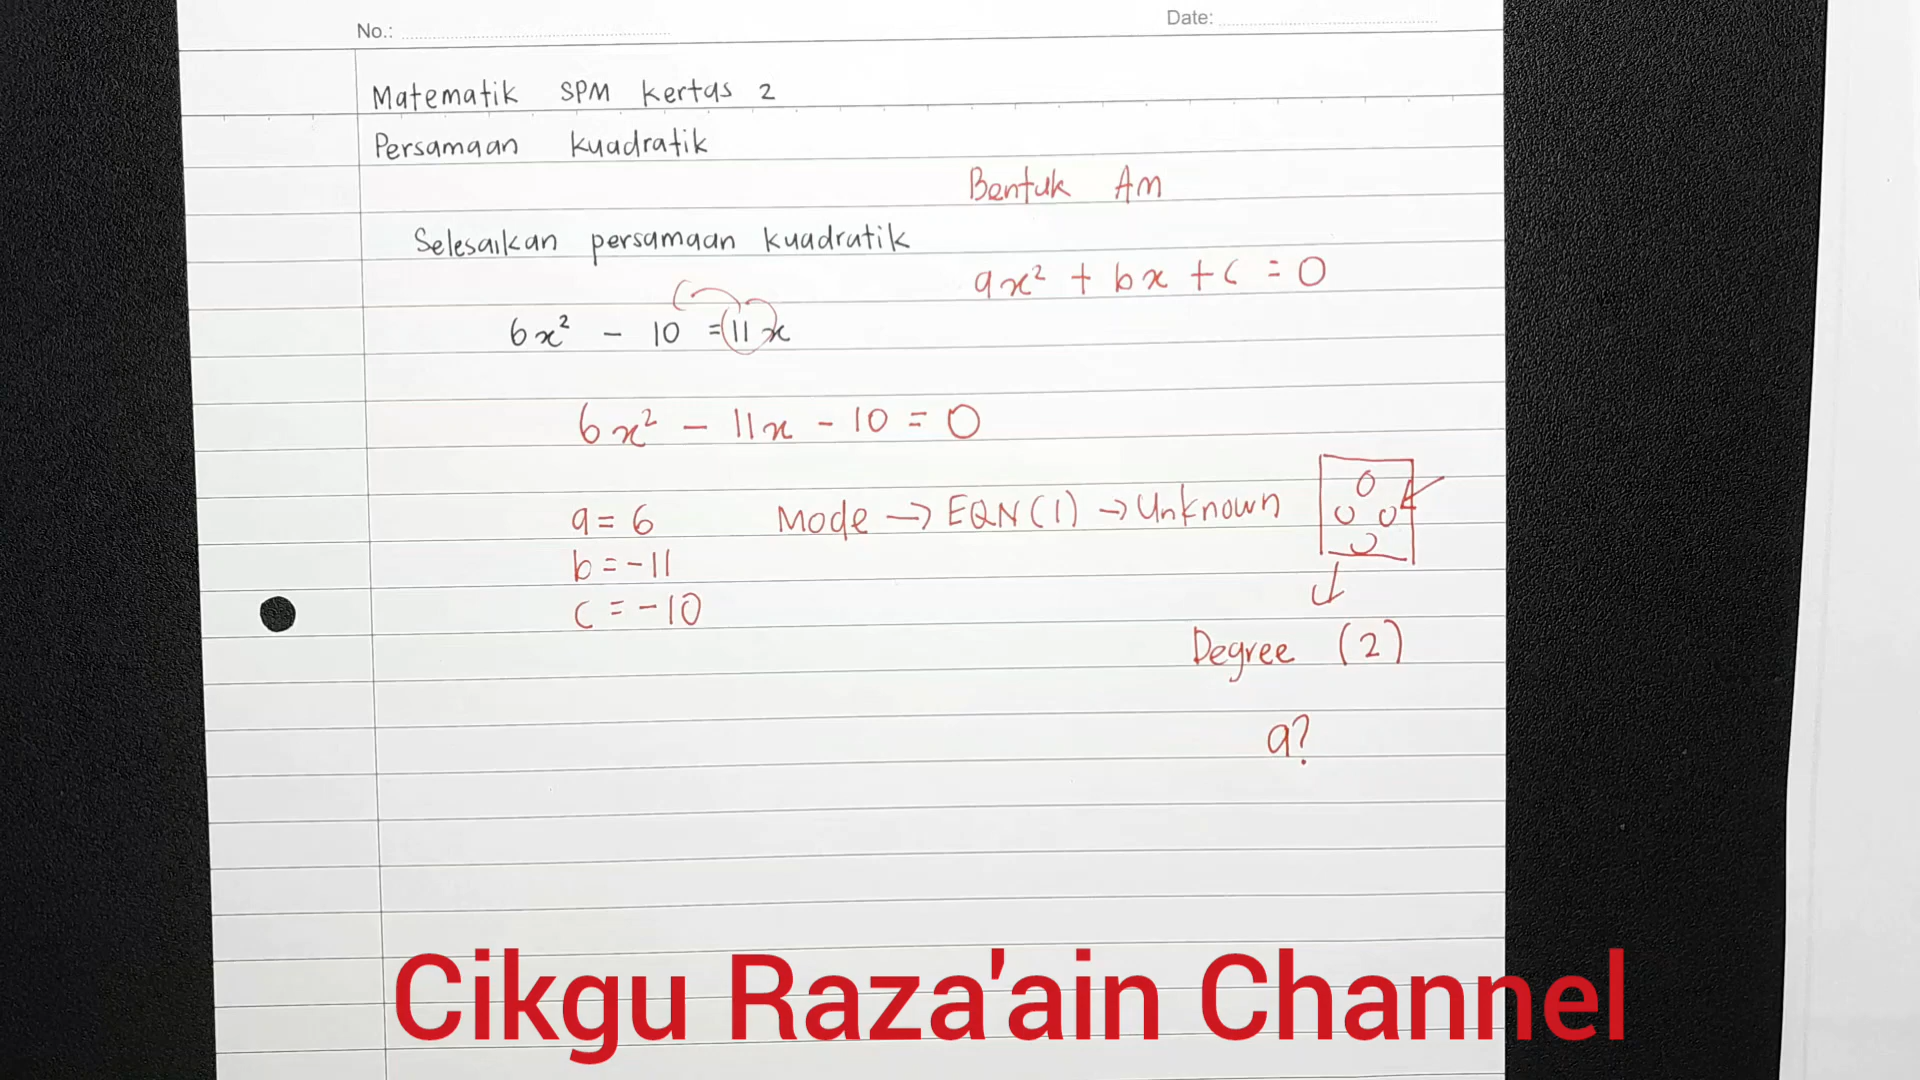 No.:
Date:
Matematik SPM kertas 2
Persamaan kuadratik
Bentuk Am
Selesaikan persamaan kuadratik
ax² + bx + c = 0
6x² - 10 = 11x
6x² - 11x - 10 = 0
a = 6
Mode → EQN (1) → Unknown
b = -11
c = -10
Degree (2)
a?
Cikgu Raza'ain Channel